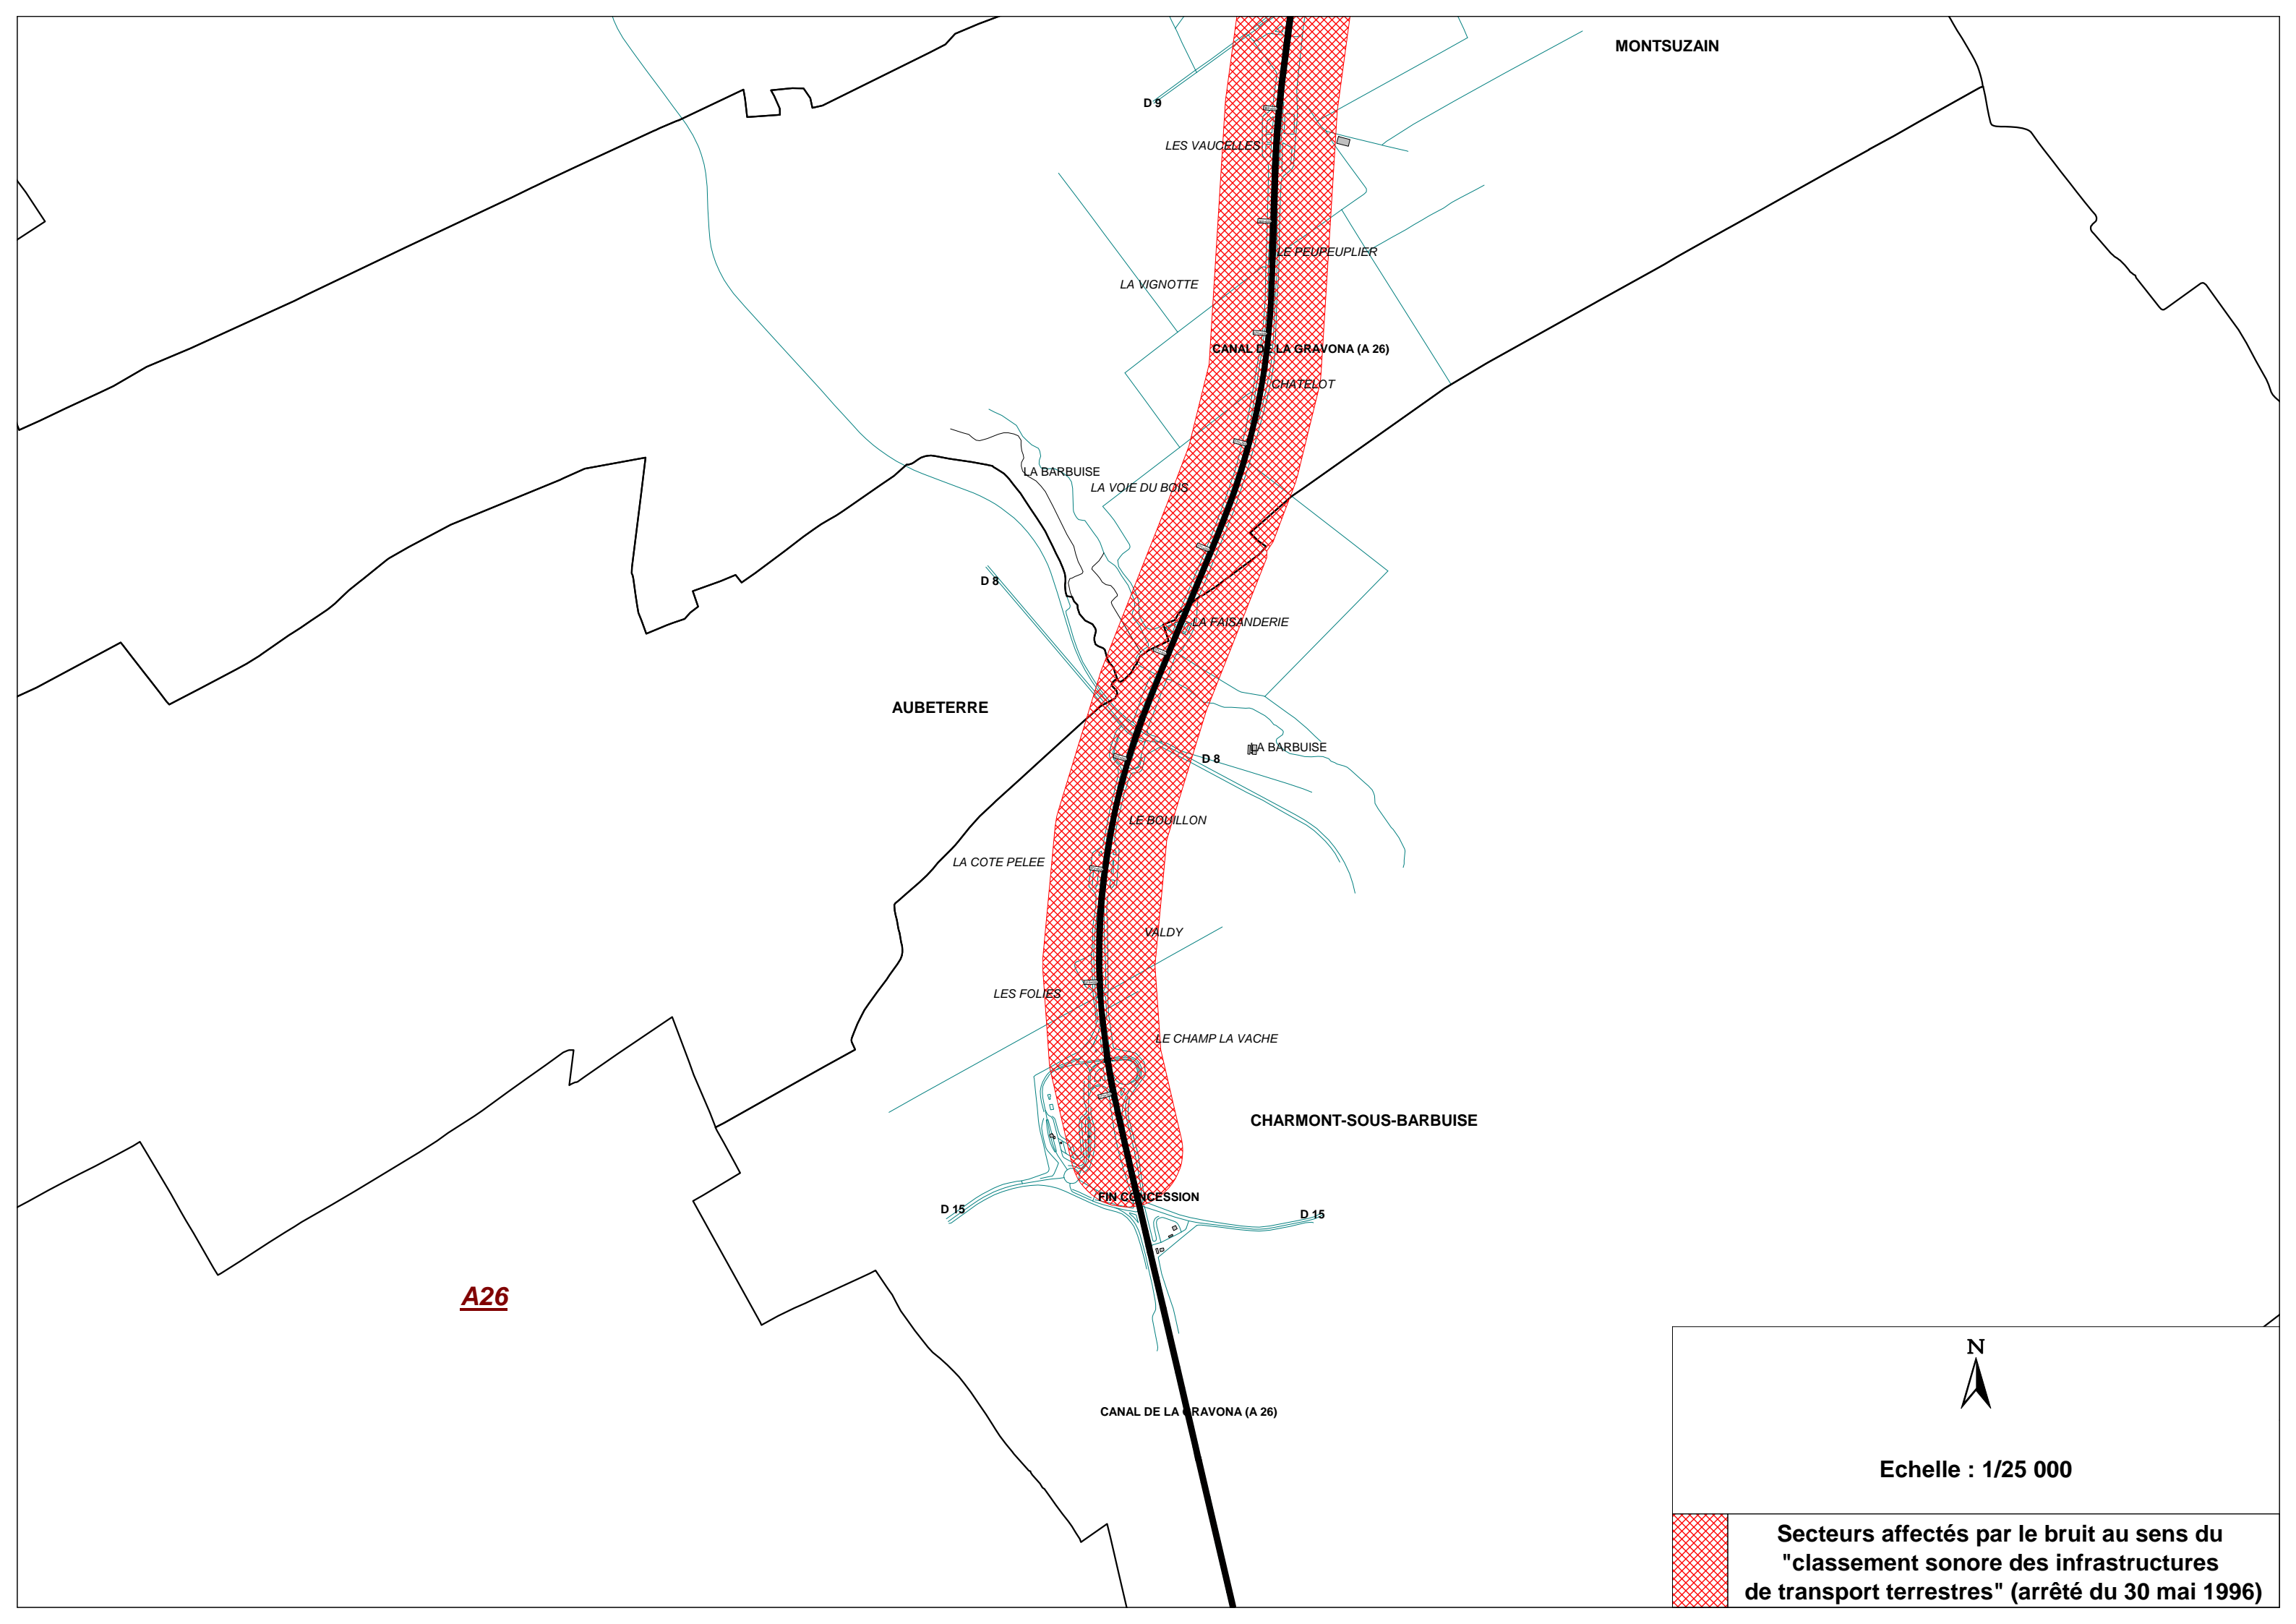 MONTSUZAIN
D 9
LES VAUCELLES
LE PEUPEUPLIER
LA VIGNOTTE
CANAL DE LA GRAVONA (A 26)
CHATELOT
LA BARBUISE
LA VOIE DU BOIS
D 8
LA FAISANDERIE
AUBETERRE
LA BARBUISE
D 8
LE BOUILLON
LA COTE PELEE
VALDY
LES FOLIES
LE CHAMP LA VACHE
CHARMONT-SOUS-BARBUISE
FIN CONCESSION
D 15
D 15
A26
CANAL DE LA GRAVONA (A 26)
N
Echelle : 1/25 000
Secteurs affectés par le bruit au sens du
"classement sonore des infrastructures
de transport terrestres" (arrêté du 30 mai 1996)